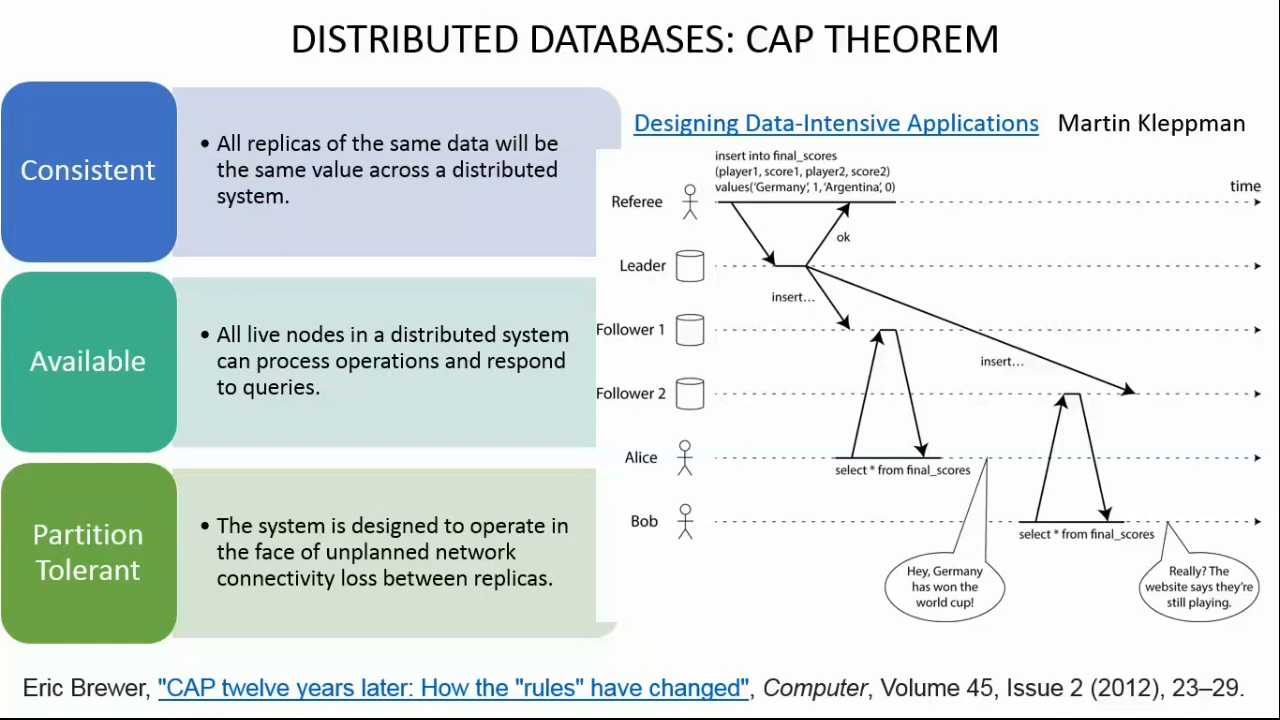 DISTRIBUTED DATABASES: CAP THEOREM
Consistent
• All replicas of the same data will be
the same value across a distributed
system.
Available
• All live nodes in a distributed system
can process operations and respond
to queries.
Partition
Tolerant
• The system is designed to operate in
the face of unplanned network
connectivity loss between replicas.
Designing Data-Intensive Applications Martin Kleppman
insert into final_scores
(player1, score1, player2, score2)
values('Germany', 1, 'Argentina', 0)
time
Referee
ok
Leader
insert...
Follower 1
insert...
Follower 2
Alice
select * from final_scores
Bob
select * from final_scores
Hey, Germany
has won the
world cup!
Really? The
website says they're
still playing.
Eric Brewer, "CAP twelve years later: How the "rules" have changed", Computer, Volume 45, Issue 2 (2012), 23–29.